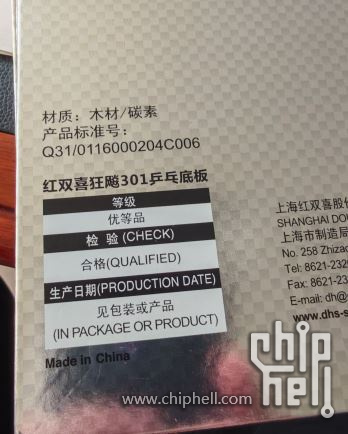 材质：木材/碳素
产品标准号：
Q31/0116000204C006
红双喜狂飚301乒乓底板
等级
优等品
检 验(CHECK)
合格(QUALIFIED)
生产日期(PRODUCTION DATE)
见包装或产品
(IN PACKAGE OR PRODUCT)
Made in China
上海红双喜股份
SHANGHAI DOU
上海市制造局
No. 258 Zhizao
Tel: 8621-232
Fax: 8621-23
E-mail: dh@
www.dhs-s
chip
hell
www.chiphell.com